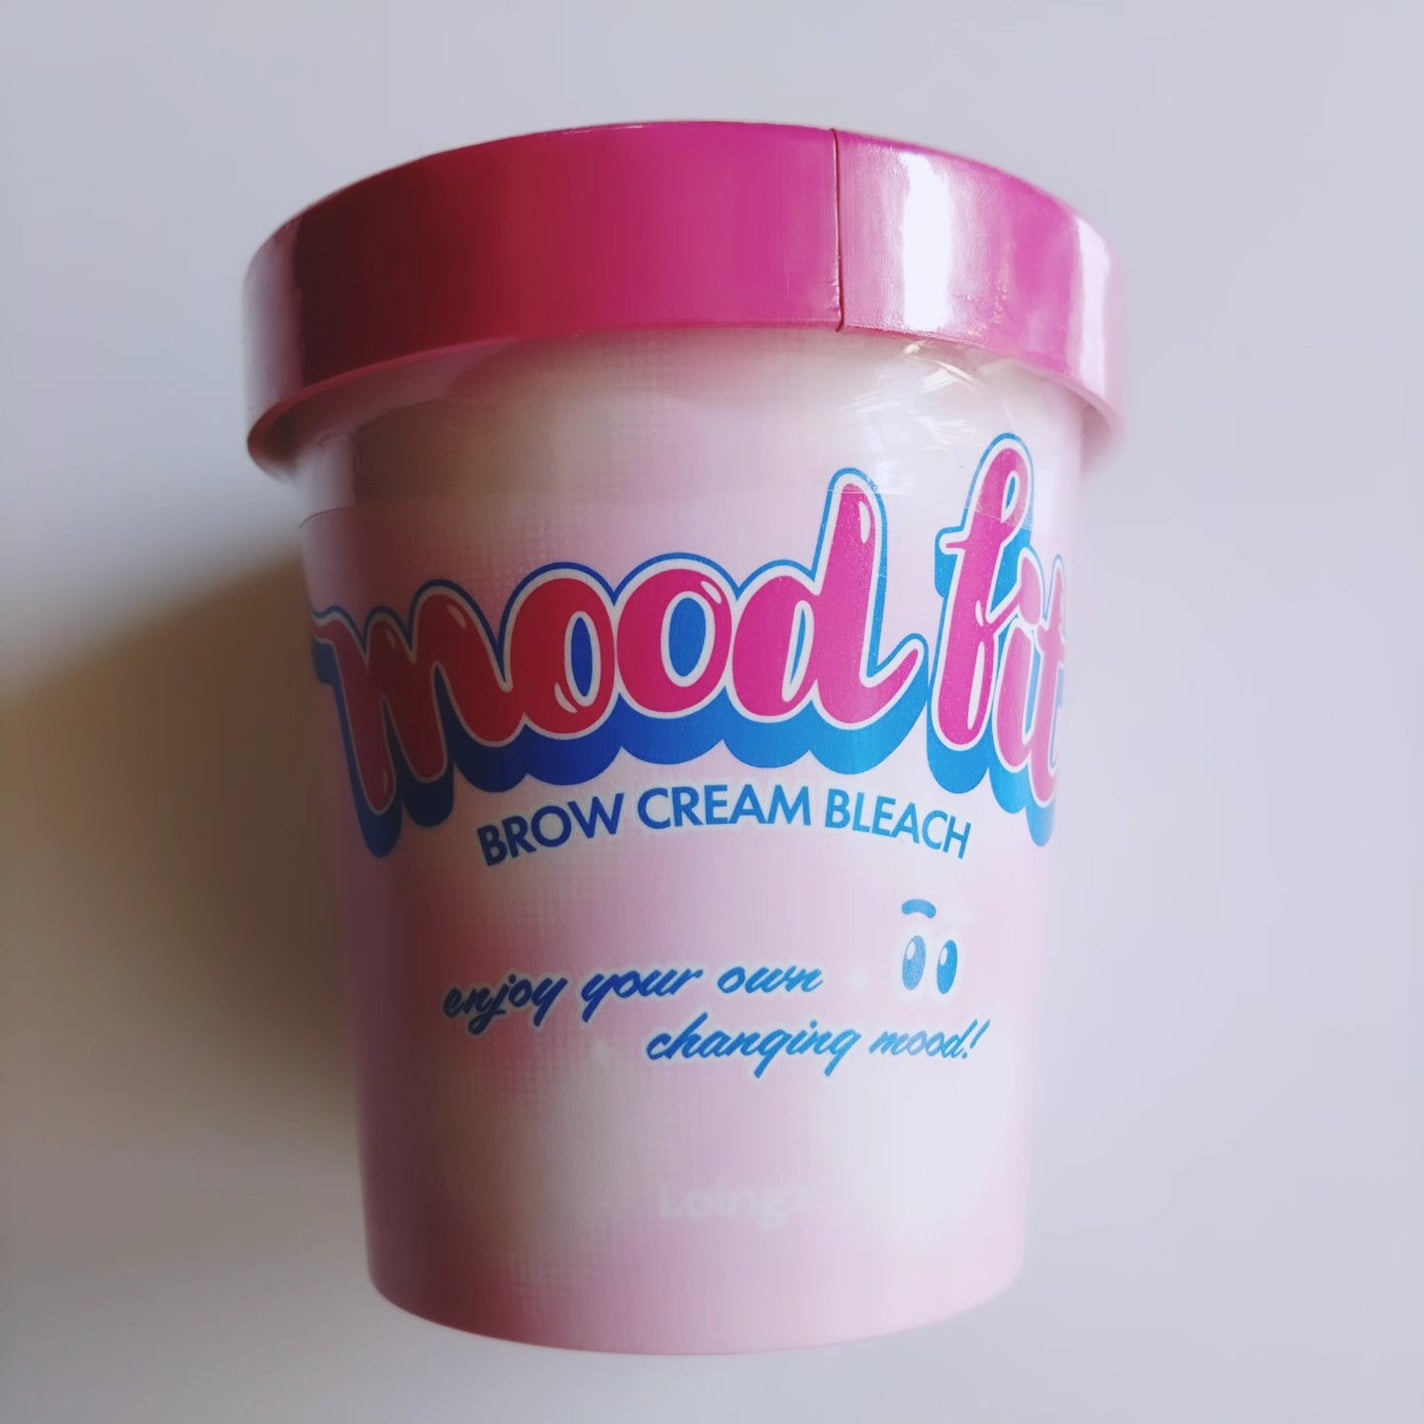 mood fit
BROW CREAM BLEACH
enjoy your own
changing mood!